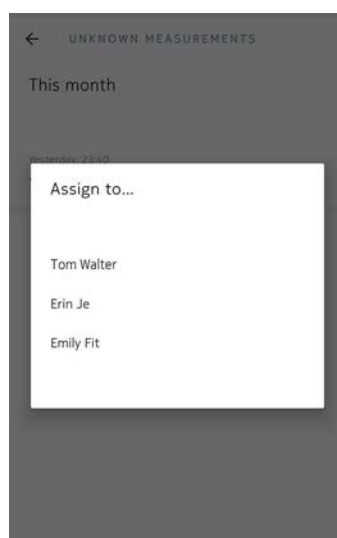 UNKNOWN MEASUREMENTS
This month
Yesterday, 23:40
Assign to...
Tom Walter
Erin Je
Emily Fit